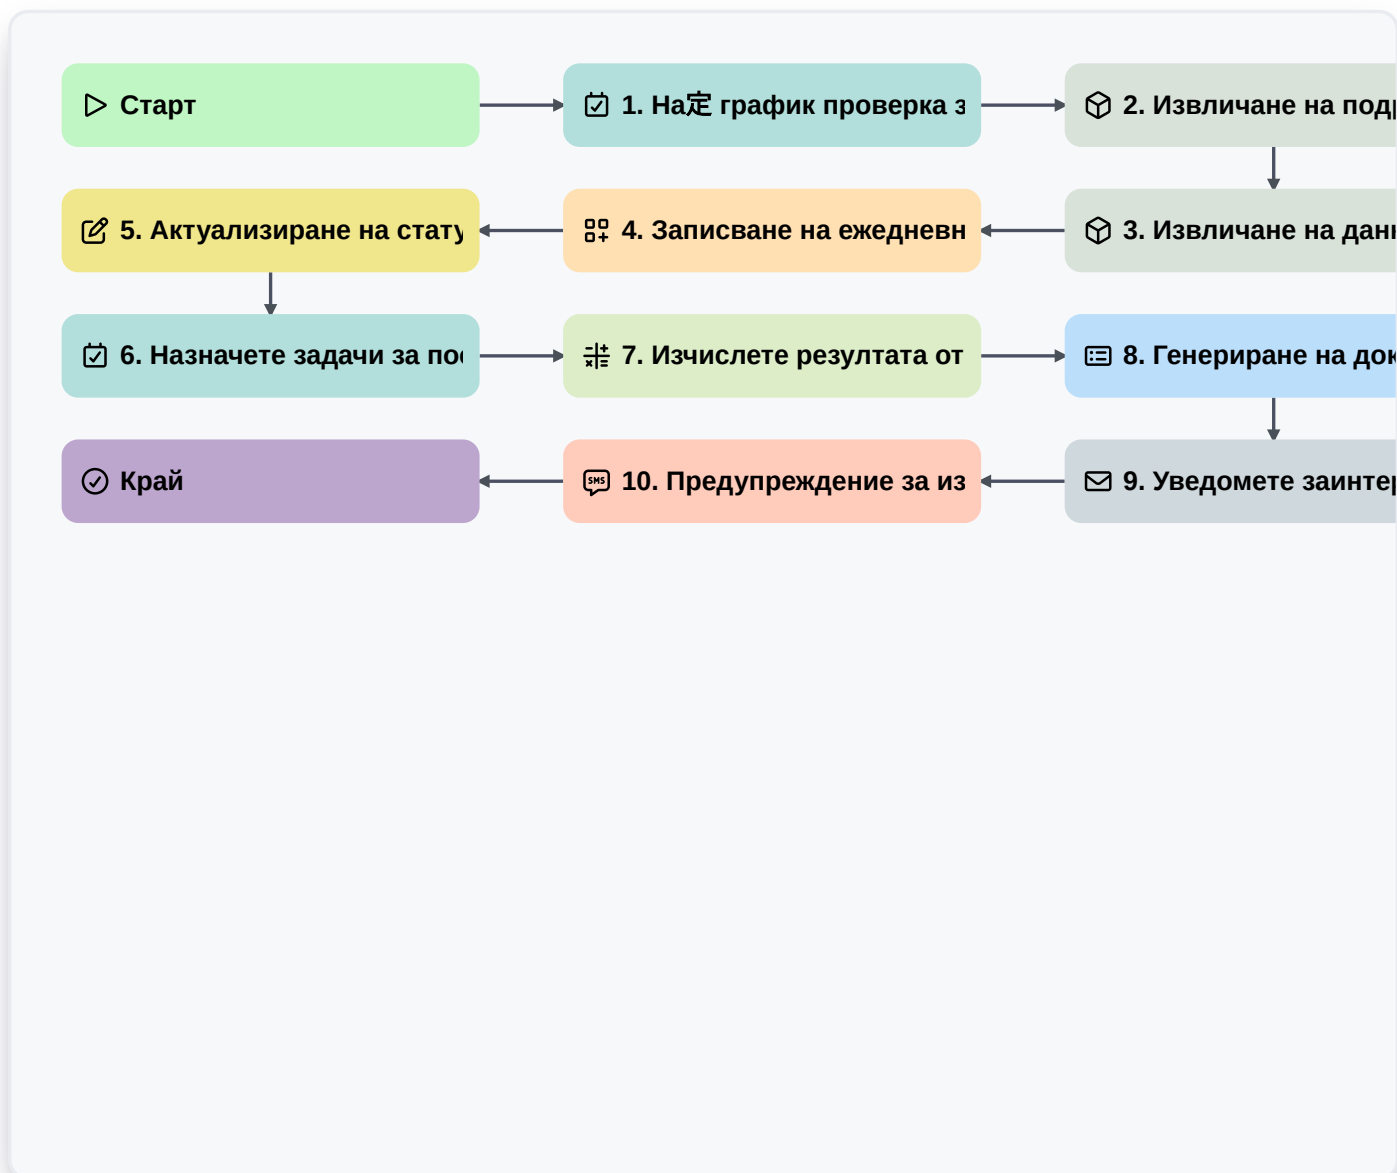 Старт
1. На定 график проверка з
2. Извличане на под
5. Актуализиране на стату
4. Записване на ежедневн
3. Извличане на дан
6. Назначете задачи за по
7. Изчислете резултата от
8. Генериране на док
Край
SMS
10. Предупреждение за из
9. Уведомете заинте